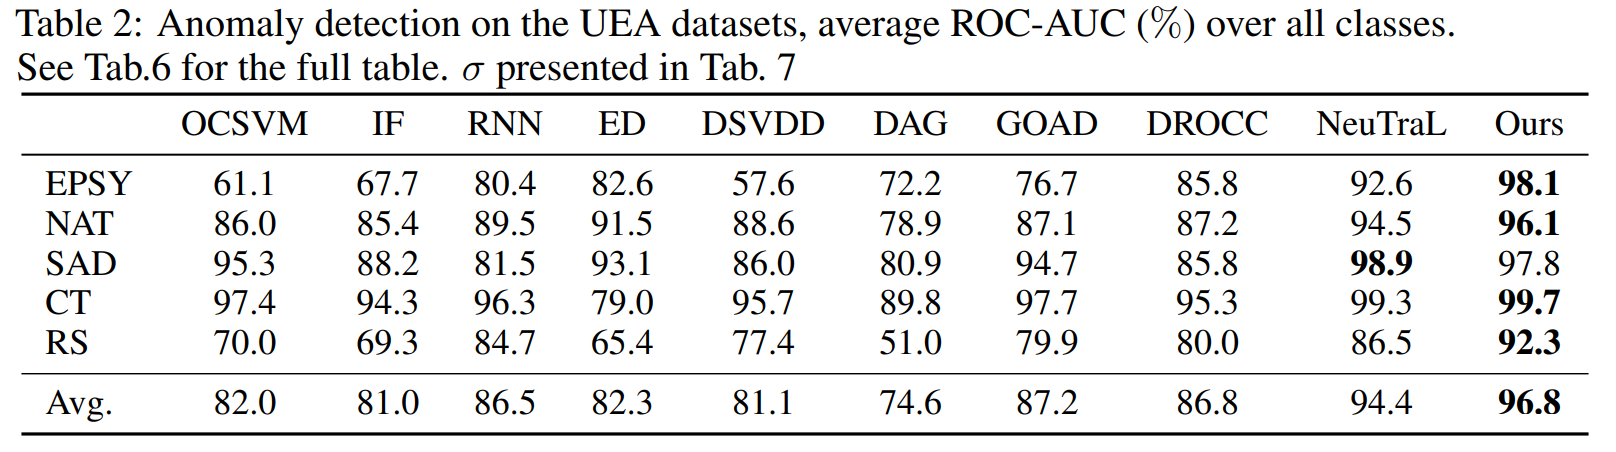 Table 2: Anomaly detection on the UEA datasets, average ROC-AUC (%) over all classes.
See Tab.6 for the full table. σ presented in Tab. 7
OCSVM IF RNN ED DSVDD DAG GOAD DROCC NeuTraL Ours
EPSY 61.1 67.7 80.4 82.6 57.6 72.2 76.7 85.8 92.6 98.1
NAT 86.0 85.4 89.5 91.5 88.6 78.9 87.1 87.2 94.5 96.1
SAD 95.3 88.2 81.5 93.1 86.0 80.9 94.7 85.8 98.9 97.8
CT 97.4 94.3 96.3 79.0 95.7 89.8 97.7 95.3 99.3 99.7
RS 70.0 69.3 84.7 65.4 77.4 51.0 79.9 80.0 86.5 92.3
Avg. 82.0 81.0 86.5 82.3 81.1 74.6 87.2 86.8 94.4 96.8